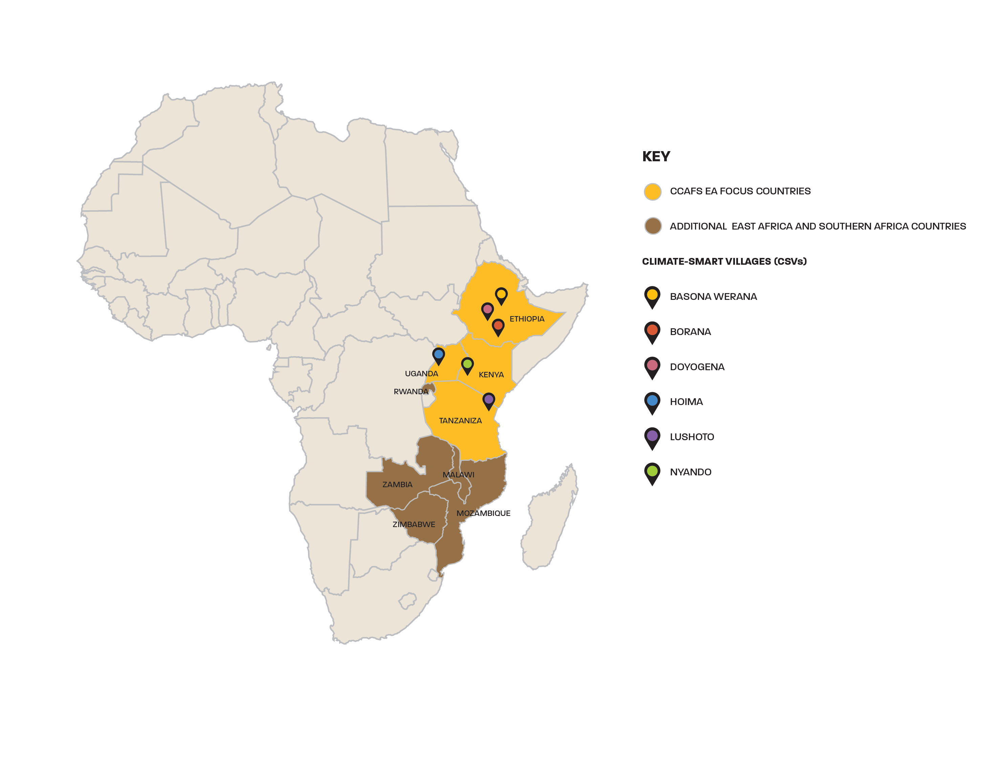 KEY
CCAFS EA FOCUS COUNTRIES
ADDITIONAL EAST AFRICA AND SOUTHERN AFRICA COUNTRIES
CLIMATE-SMART VILLAGES (CSVs)
BASONA WERANA
BORANA
DOYOGENA
HOIMA
LUSHOTO
NYANDO
ETHIOPIA
UGANDA
KENYA
RWANDA
TANZANIZA
MALAWI
ZAMBIA
MOZAMBIQUE
ZIMBABWE